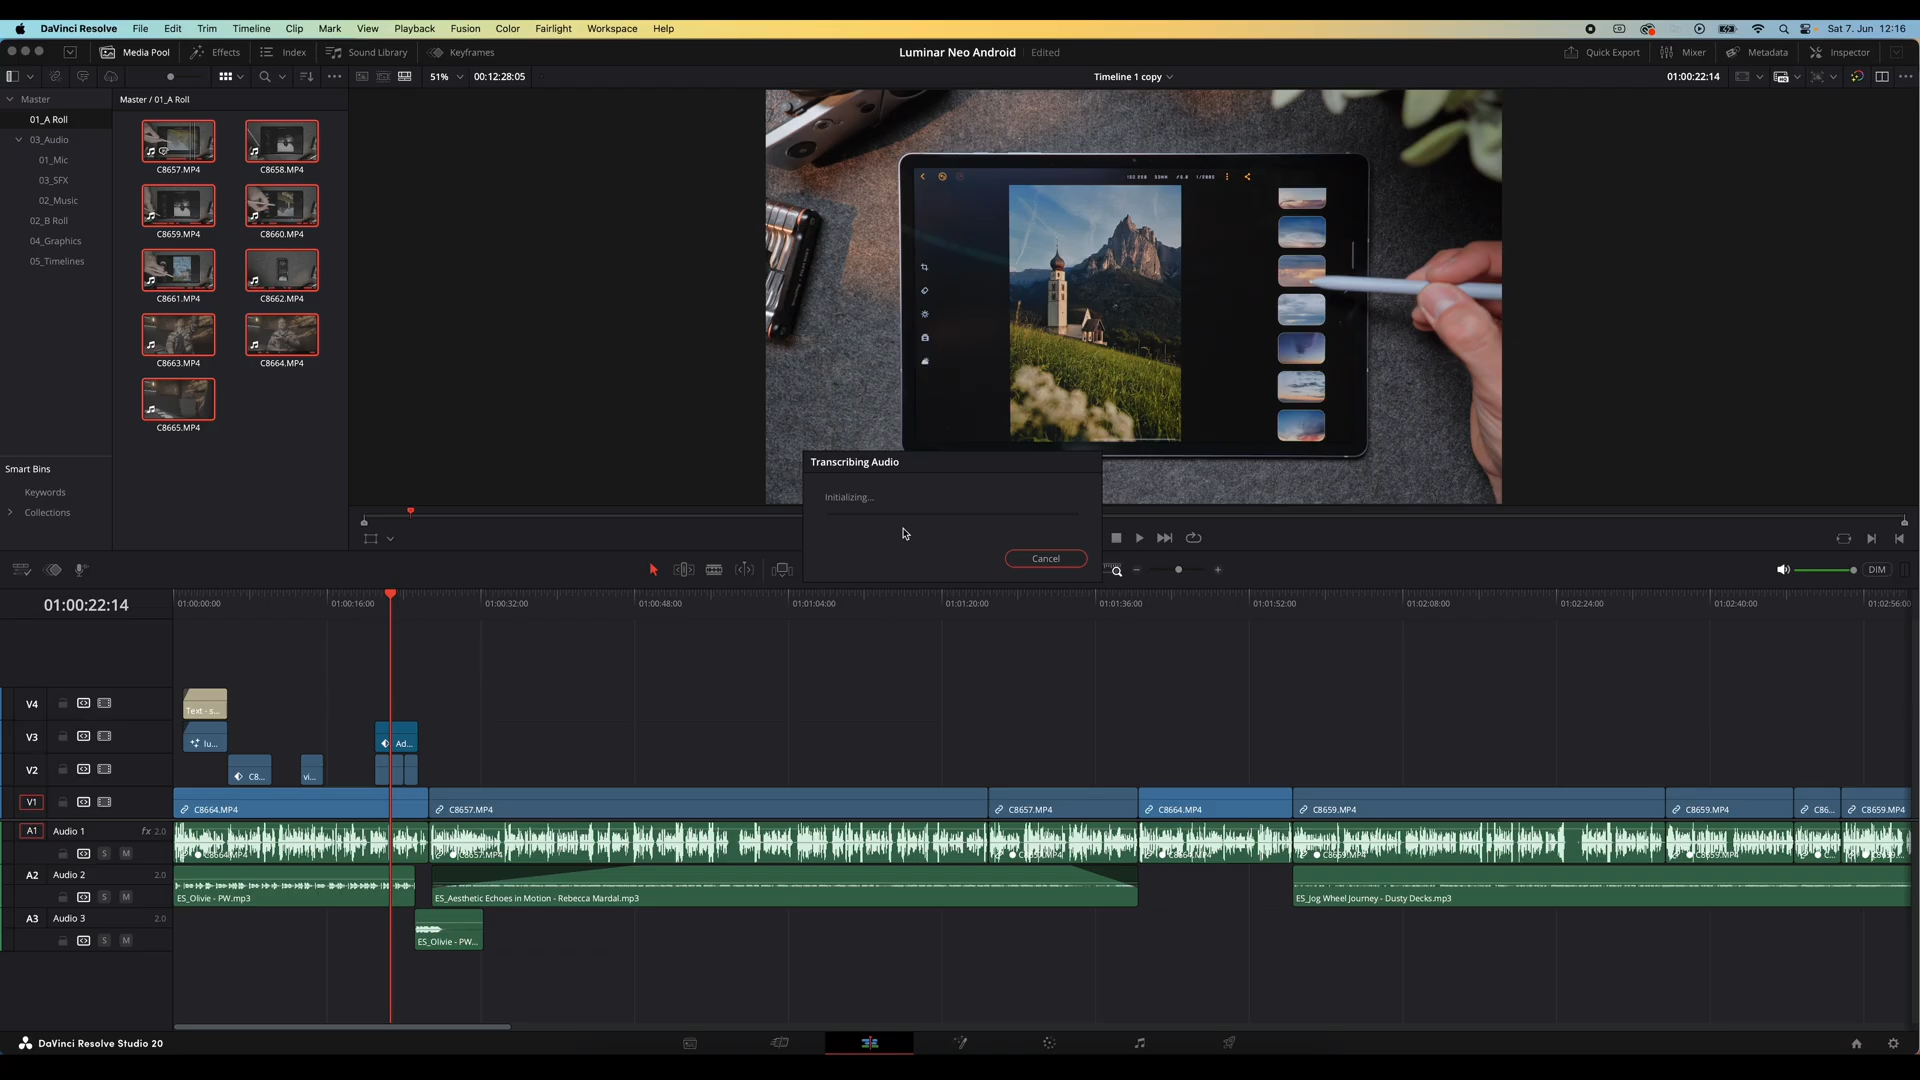 DaVinci Resolve File Edit Trim Timeline Clip Mark View Playback Fusion Color Fairlight Workspace Help Sat 7. Jun 12:16
Media Pool Effects Index Sound Library Keyframes Luminar Neo Android Edited Quick Export Mixer Metadata Inspector
51% 00:12:28:05 Timeline 1 copy 01:00:22:14
Master
01_A Roll
03_Audio
01_Mic
03_SFX
02_Music
02_B Roll
04_Graphics
05_Timelines
Master / 01_A Roll
C8657.MP4 C8658.MP4
C8659.MP4 C8660.MP4
C8661.MP4 C8662.MP4
C8663.MP4 C8664.MP4
C8665.MP4
Smart Bins
Keywords
Collections
Transcribing Audio
Initializing...
Cancel
DIM
01:00:22:14
01:00:00:00 01:00:16:00 01:00:32:00 01:00:48:00 01:01:04:00 01:01:20:00 01:01:36:00 01:01:52:00 01:02:08:00 01:02:24:00 01:02:40:00 01:02:56:00
V4 Text - s...
V3 lu... Ad...
V2 C8... vi...
V1 C8664.MP4 C8657.MP4 C8657.MP4 C8664.MP4 C8659.MP4 C8659.MP4 C86... C8659.MP4
A1 Audio 1 fx 2.0
S M C8664.MP4 C8657.MP4 C8664.MP4 C8659.MP4 C8659.MP4 C...
A2 Audio 2 2.0
S M ES_Olivie - PW.mp3 ES_Aesthetic Echoes in Motion - Rebecca Mardal.mp3 ES_Jog Wheel Journey - Dusty Decks.mp3
A3 Audio 3 2.0
S M ES_Olivie - PW...
DaVinci Resolve Studio 20